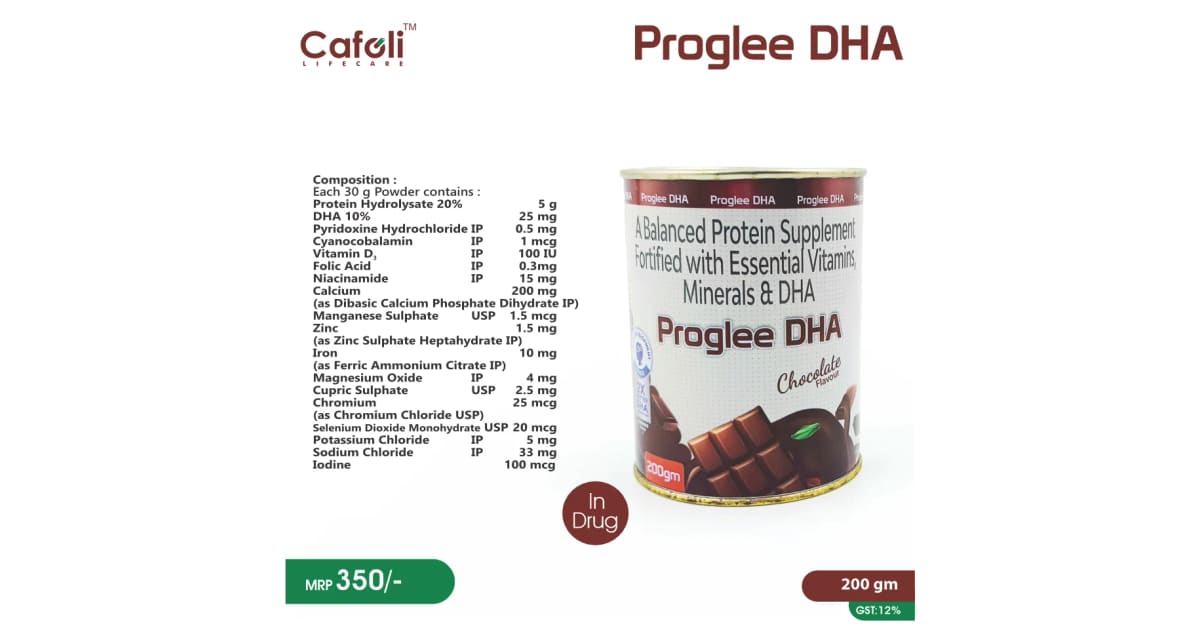 Cafoli™
LIFECARE
Proglee DHA
Composition :
Each 30 g Powder contains :
Protein Hydrolysate 20% 5 g
DHA 10% 25 mg
Pyridoxine Hydrochloride IP 0.5 mg
Cyanocobalamin IP 1 mcg
Vitamin D₃ IP 100 IU
Folic Acid IP 0.3mg
Niacinamide IP 15 mg
Calcium 200 mg
(as Dibasic Calcium Phosphate Dihydrate IP)
Manganese Sulphate USP 1.5 mcg
Zinc 1.5 mg
(as Zinc Sulphate Heptahydrate IP)
Iron 10 mg
(as Ferric Ammonium Citrate IP)
Magnesium Oxide IP 4 mg
Cupric Sulphate USP 2.5 mg
Chromium 25 mcg
(as Chromium Chloride USP)
Selenium Dioxide Monohydrate USP 20 mcg
Potassium Chloride IP 5 mg
Sodium Chloride IP 33 mg
Iodine 100 mcg
Proglee DHA Proglee DHA Proglee DHA
A Balanced Protein Supplement
Fortified with Essential Vitamins,
Minerals & DHA
Proglee DHA
Chocolate
Flavour
DHA
200gm
In
Drug
MRP 350/-
200 gm
GST:12%